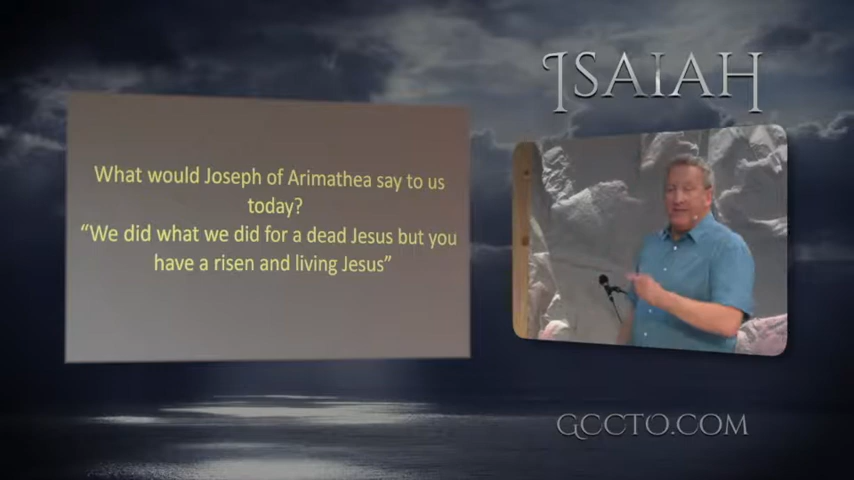 ISAIAH
What would Joseph of Arimathea say to us
today?
“We did what we did for a dead Jesus but you
have a risen and living Jesus”
GCCTO.COM